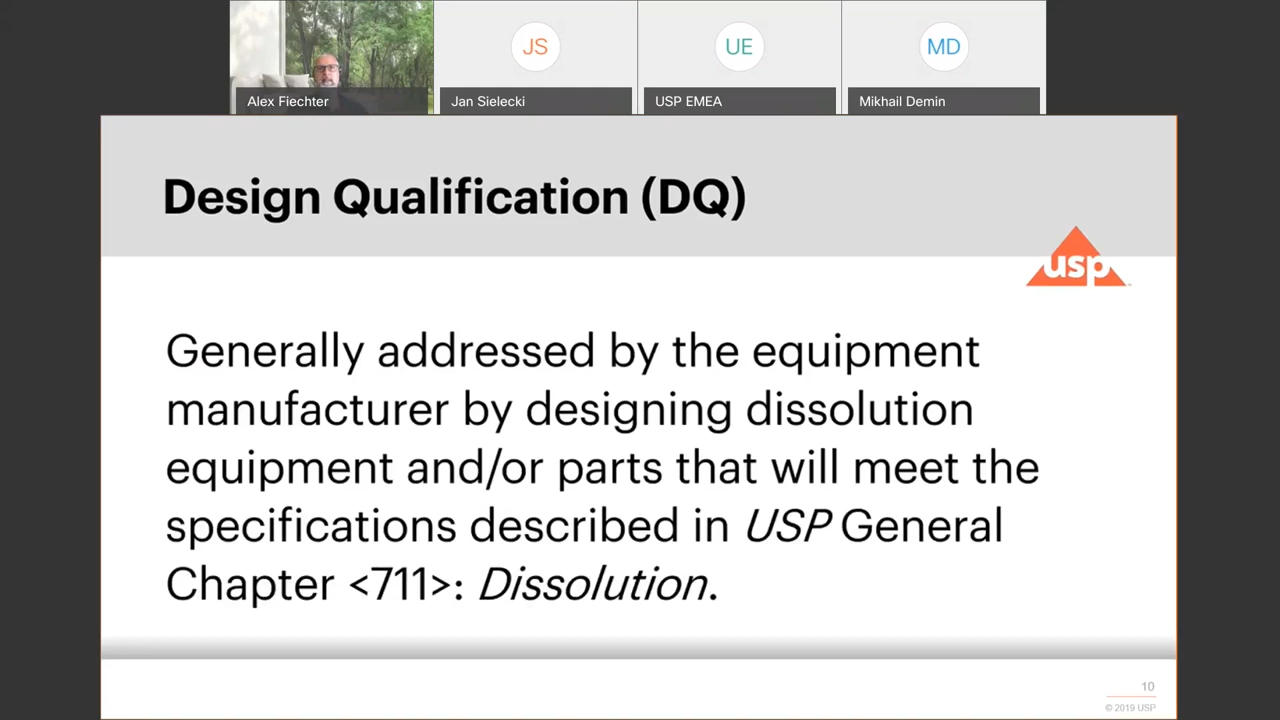 JS
UE
MD
Alex Fiechter
Jan Sielecki
USP EMEA
Mikhail Demin
Design Qualification (DQ)
usp
Generally addressed by the equipment
manufacturer by designing dissolution
equipment and/or parts that will meet the
specifications described in USP General
Chapter <711>: Dissolution.
10
© 2019 USP